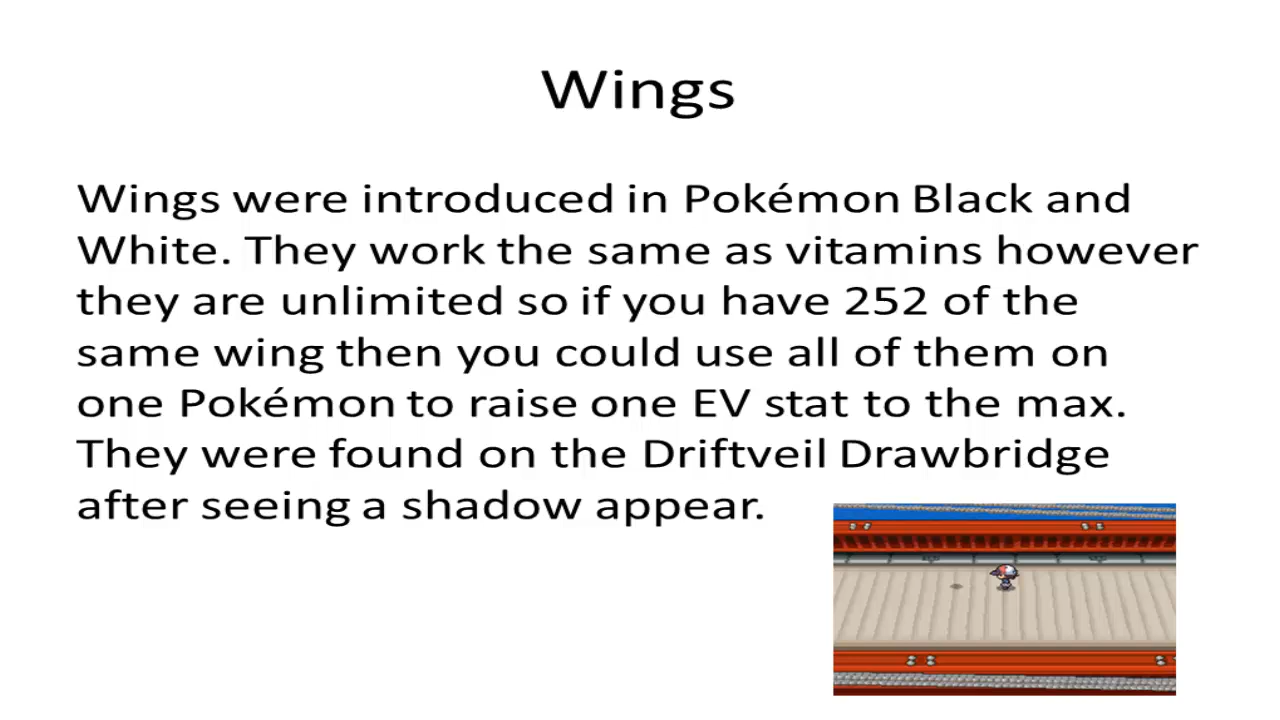 Wings
Wings were introduced in Pokémon Black and
White. They work the same as vitamins however
they are unlimited so if you have 252 of the
same wing then you could use all of them on
one Pokémon to raise one EV stat to the max.
They were found on the Driftveil Drawbridge
after seeing a shadow appear.